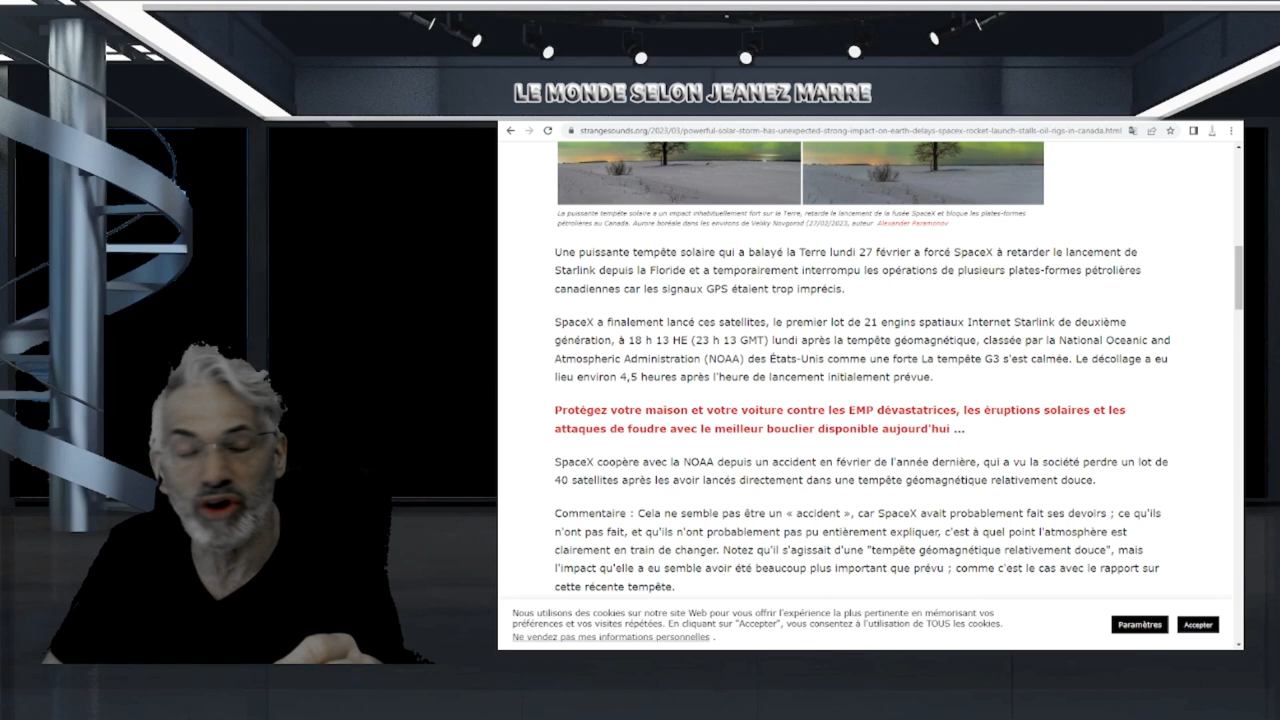 LE MONDE SELON JEANEZ MARRE
strangesounds.org/2023/03/powerful-solar-storm-has-unexpected-strong-impact-on-earth-delays-spacex-rocket-launch-stalls-oil-rigs-in-canada.html
La puissante tempête solaire a un impact inhabituellement fort sur la Terre, retarde le lancement de la fusée SpaceX et bloque les plates-formes
pétrolières au Canada. Aurore boréale dans les environs de Veliky Novgorod (27/02/2023, auteur Alexander Paramonov
Une puissante tempête solaire qui a balayé la Terre lundi 27 février a forcé SpaceX à retarder le lancement de
Starlink depuis la Floride et a temporairement interrompu les opérations de plusieurs plates-formes pétrolières
canadiennes car les signaux GPS étaient trop imprécis.
SpaceX a finalement lancé ces satellites, le premier lot de 21 engins spatiaux Internet Starlink de deuxième
génération, à 18 h 13 HE (23 h 13 GMT) lundi après la tempête géomagnétique, classée par la National Oceanic and
Atmospheric Administration (NOAA) des États-Unis comme une forte La tempête G3 s'est calmée. Le décollage a eu
lieu environ 4,5 heures après l'heure de lancement initialement prévue.
Protégez votre maison et votre voiture contre les EMP dévastatrices, les éruptions solaires et les
attaques de foudre avec le meilleur bouclier disponible aujourd'hui ...
SpaceX coopère avec la NOAA depuis un accident en février de l'année dernière, qui a vu la société perdre un lot de
40 satellites après les avoir lancés directement dans une tempête géomagnétique relativement douce.
Commentaire : Cela ne semble pas être un « accident », car SpaceX avait probablement fait ses devoirs ; ce qu'ils
n'ont pas fait, et qu'ils n'ont probablement pas pu entièrement expliquer, c'est à quel point l'atmosphère est
clairement en train de changer. Notez qu'il s'agissait d'une "tempête géomagnétique relativement douce", mais
l'impact qu'elle a eu semble avoir été beaucoup plus important que prévu ; comme c'est le cas avec le rapport sur
cette récente tempête.
Nous utilisons des cookies sur notre site Web pour vous offrir l'expérience la plus pertinente en mémorisant vos
préférences et vos visites répétées. En cliquant sur "Accepter", vous consentez à l'utilisation de TOUS les cookies.
Ne vendez pas mes informations personnelles .
Paramètres Accepter